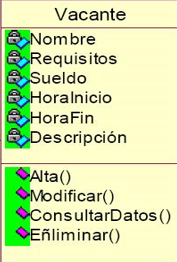 Vacante
Nombre
Requisitos
Sueldo
HoraInicio
HoraFin
Descripción
Alta()
Modificar()
ConsultarDatos()
Eñliminar()